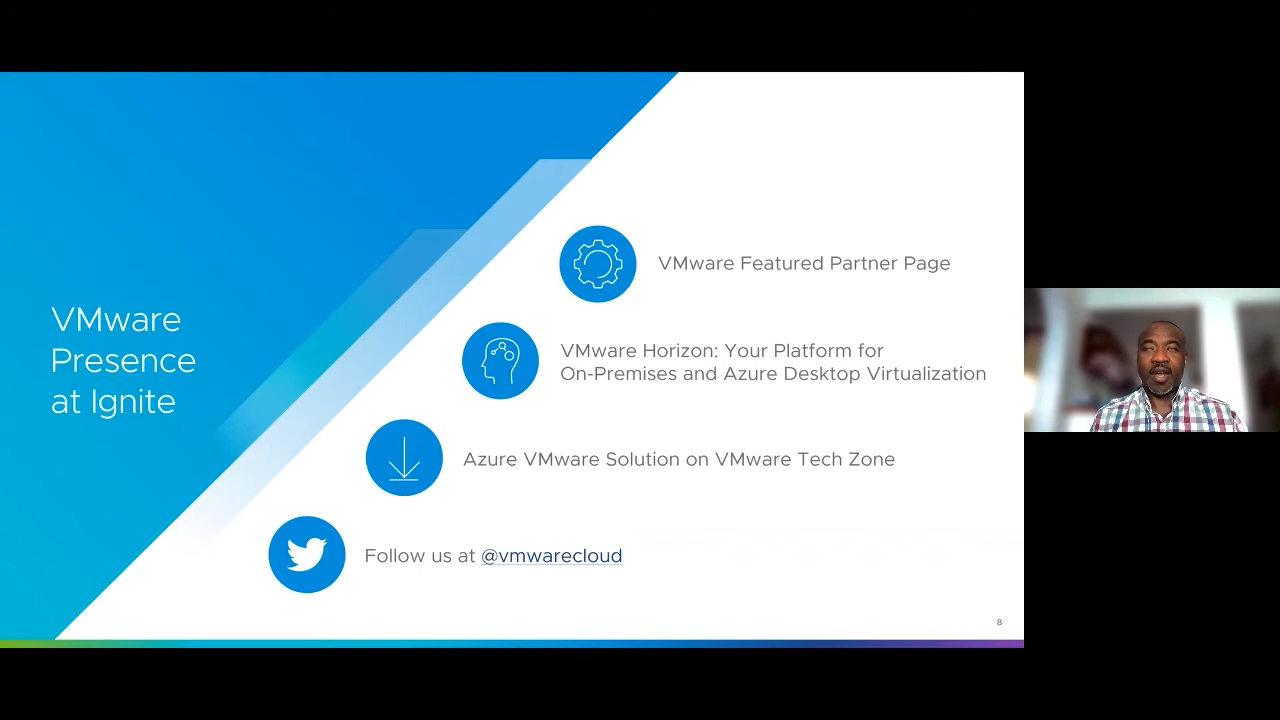 VMware
Presence
at Ignite
VMware Featured Partner Page
VMware Horizon: Your Platform for
On-Premises and Azure Desktop Virtualization
Azure VMware Solution on VMware Tech Zone
Follow us at @vmwarecloud
8